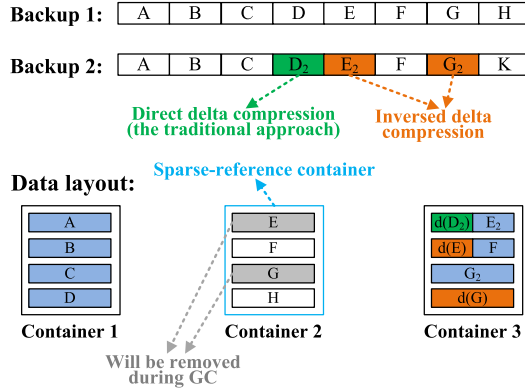 Backup 1: A B C D E F G H
Backup 2: A B C D₂ E₂ F G₂ K
Direct delta compression
(the traditional approach)
Inversed delta
compression
Sparse-reference container
Data layout:
A
B
C
D
Container 1
E
F
G
H
Container 2
d(D₂) E₂
d(E) F
G₂
d(G)
Container 3
Will be removed
during GC